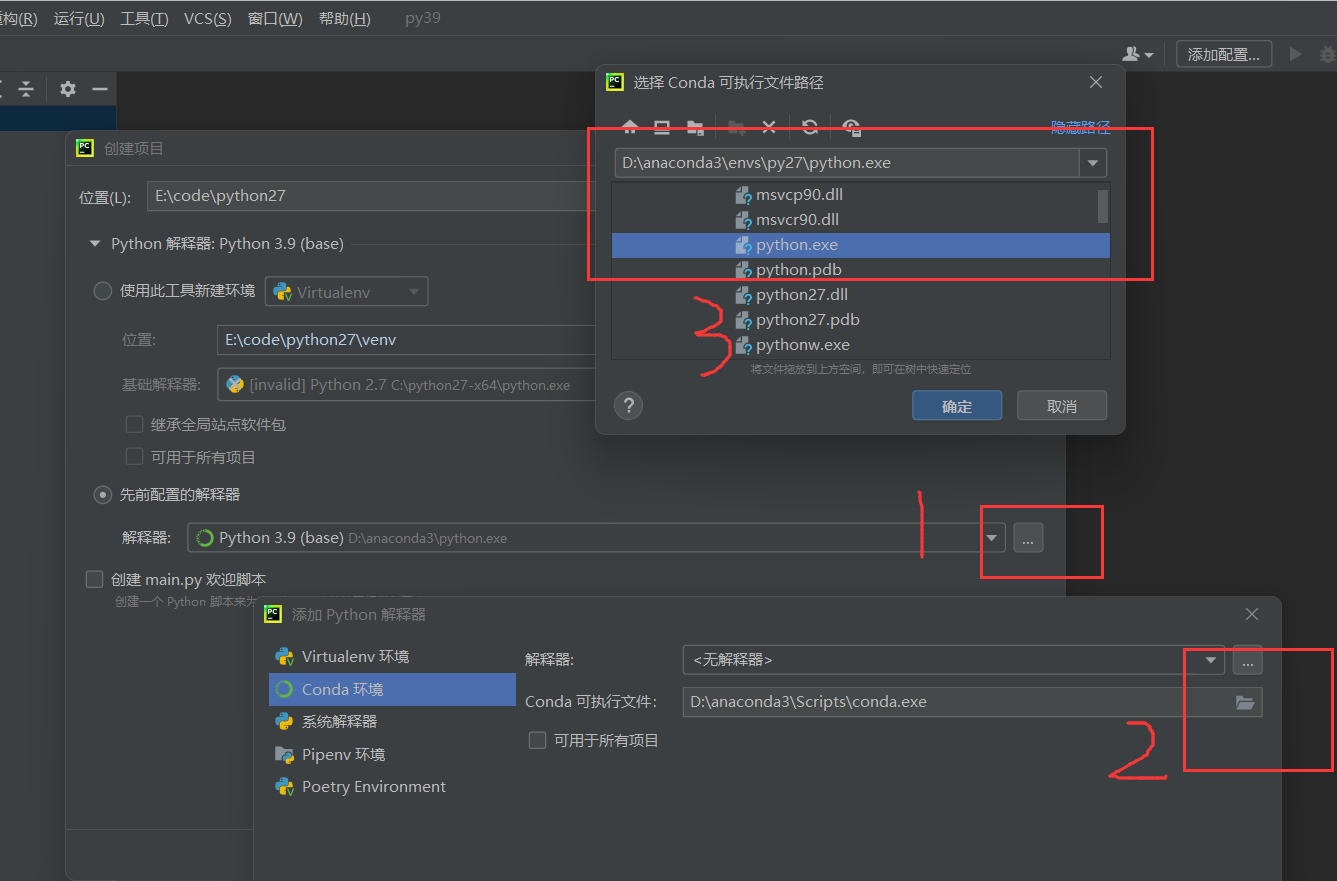 构(R) 运行(U) 工具(T) VCS(S) 窗口(W) 帮助(H) py39
添加配置...
PC 选择 Conda 可执行文件路径
隐藏路径
D:\anaconda3\envs\py27\python.exe
msvcp90.dll
msvcr90.dll
python.exe
python.pdb
python27.dll
python27.pdb
pythonw.exe
3
将文件拖放到上方空间，即可在树中快速定位
? 确定 取消
PC 创建项目
位置(L): E:\code\python27
Python 解释器: Python 3.9 (base)
使用此工具新建环境 Virtualenv
位置: E:\code\python27\venv
基础解释器: [invalid] Python 2.7 C:\python27-x64\python.exe
继承全局站点软件包
可用于所有项目
先前配置的解释器
解释器: Python 3.9 (base) D:\anaconda3\python.exe ...
1
创建 main.py 欢迎脚本
创建一个 Python 脚本来为
PC 添加 Python 解释器
Virtualenv 环境
Conda 环境
系统解释器
Pipenv 环境
Poetry Environment
解释器: <无解释器> ...
Conda 可执行文件: D:\anaconda3\Scripts\conda.exe
可用于所有项目
2